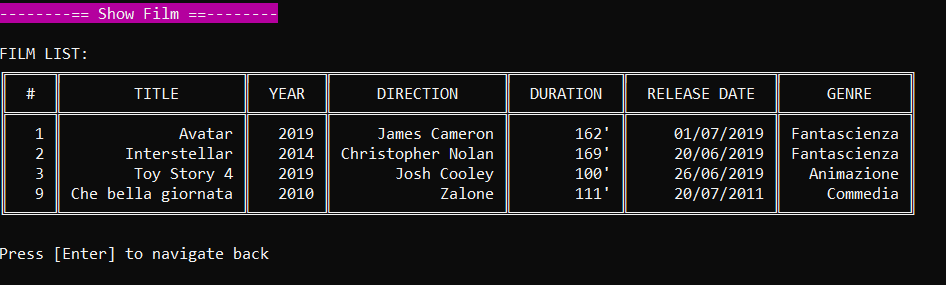 --------== Show Film ==--------
FILM LIST:
# TITLE YEAR DIRECTION DURATION RELEASE DATE GENRE
1 Avatar 2019 James Cameron 162' 01/07/2019 Fantascienza
2 Interstellar 2014 Christopher Nolan 169' 20/06/2019 Fantascienza
3 Toy Story 4 2019 Josh Cooley 100' 26/06/2019 Animazione
9 Che bella giornata 2010 Zalone 111' 20/07/2011 Commedia
Press [Enter] to navigate back